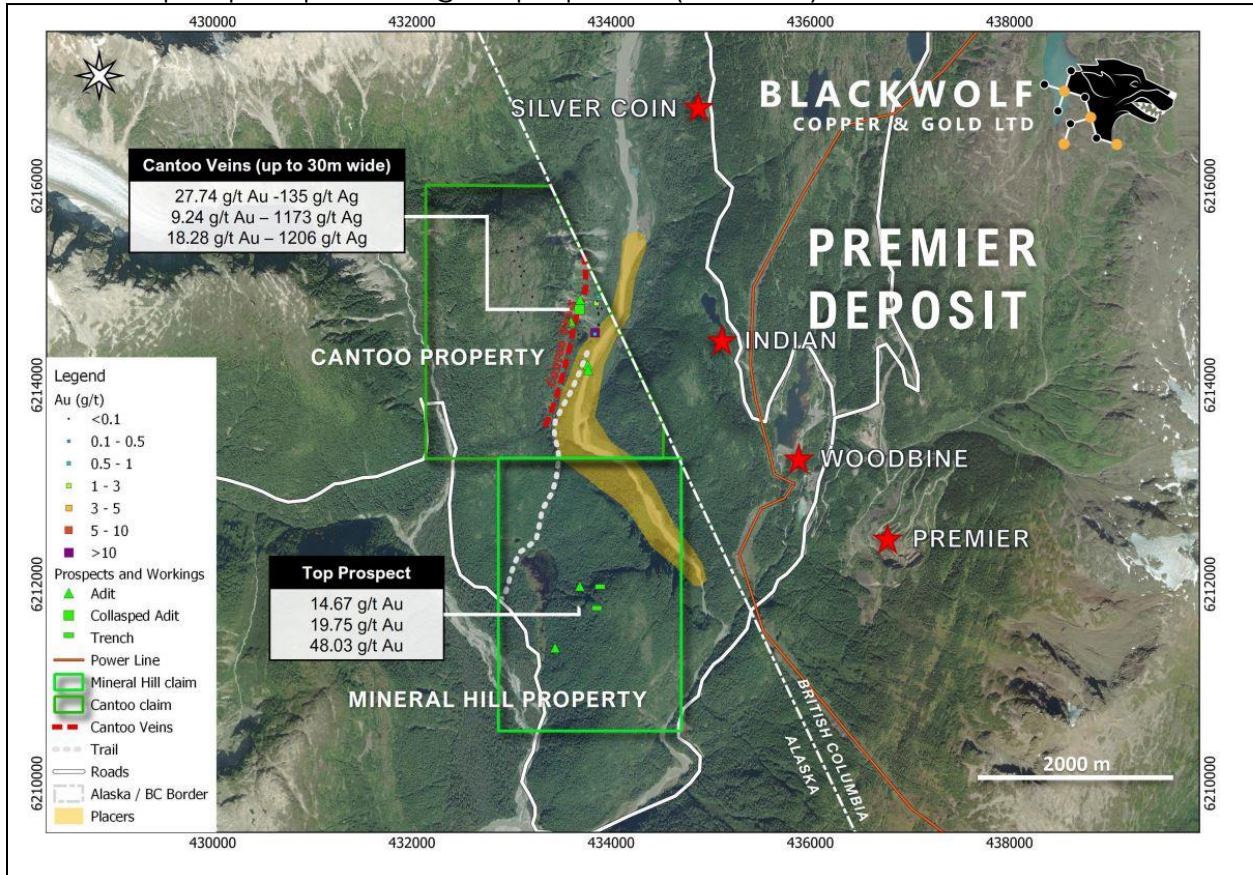 430000
432000
434000
436000
438000
SILVER COIN
BLACKWOLF
COPPER & GOLD LTD
6216000
6216000
Cantoo Veins (up to 30m wide)
27.74 g/t Au -135 g/t Ag
9.24 g/t Au – 1173 g/t Ag
18.28 g/t Au – 1206 g/t Ag
PREMIER
DEPOSIT
INDIAN
CANTOO PROPERTY
6214000
6214000
WOODBINE
PREMIER
Legend
Au (g/t)
<0.1
0.1 - 0.5
0.5 - 1
1 - 3
3 - 5
5 - 10
>10
Prospects and Workings
Adit
Collasped Adit
Trench
Power Line
Mineral Hill claim
Cantoo claim
Cantoo Veins
Trail
Roads
Alaska / BC Border
Placers
6212000
6212000
Top Prospect
14.67 g/t Au
19.75 g/t Au
48.03 g/t Au
MINERAL HILL PROPERTY
BRITISH COLUMBIA
ALASKA
2000 m
6210000
6210000
430000
432000
434000
436000
438000